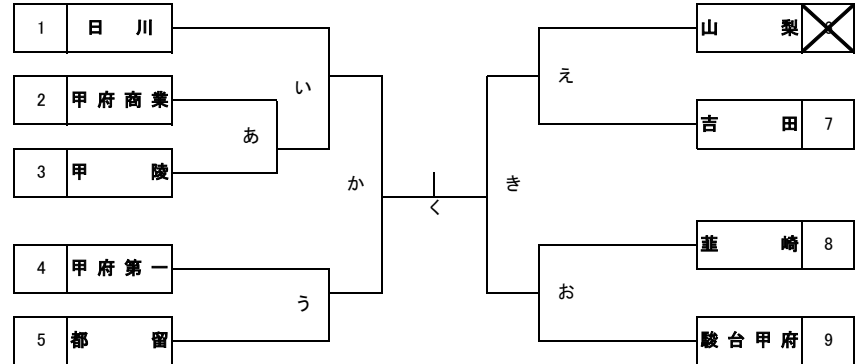 1 日川
2 甲府商業
3 甲陵
4 甲府第一
5 都留
あ
い
う
か
く
き
え
お
山梨
吉田 7
韮崎 8
駿台甲府 9